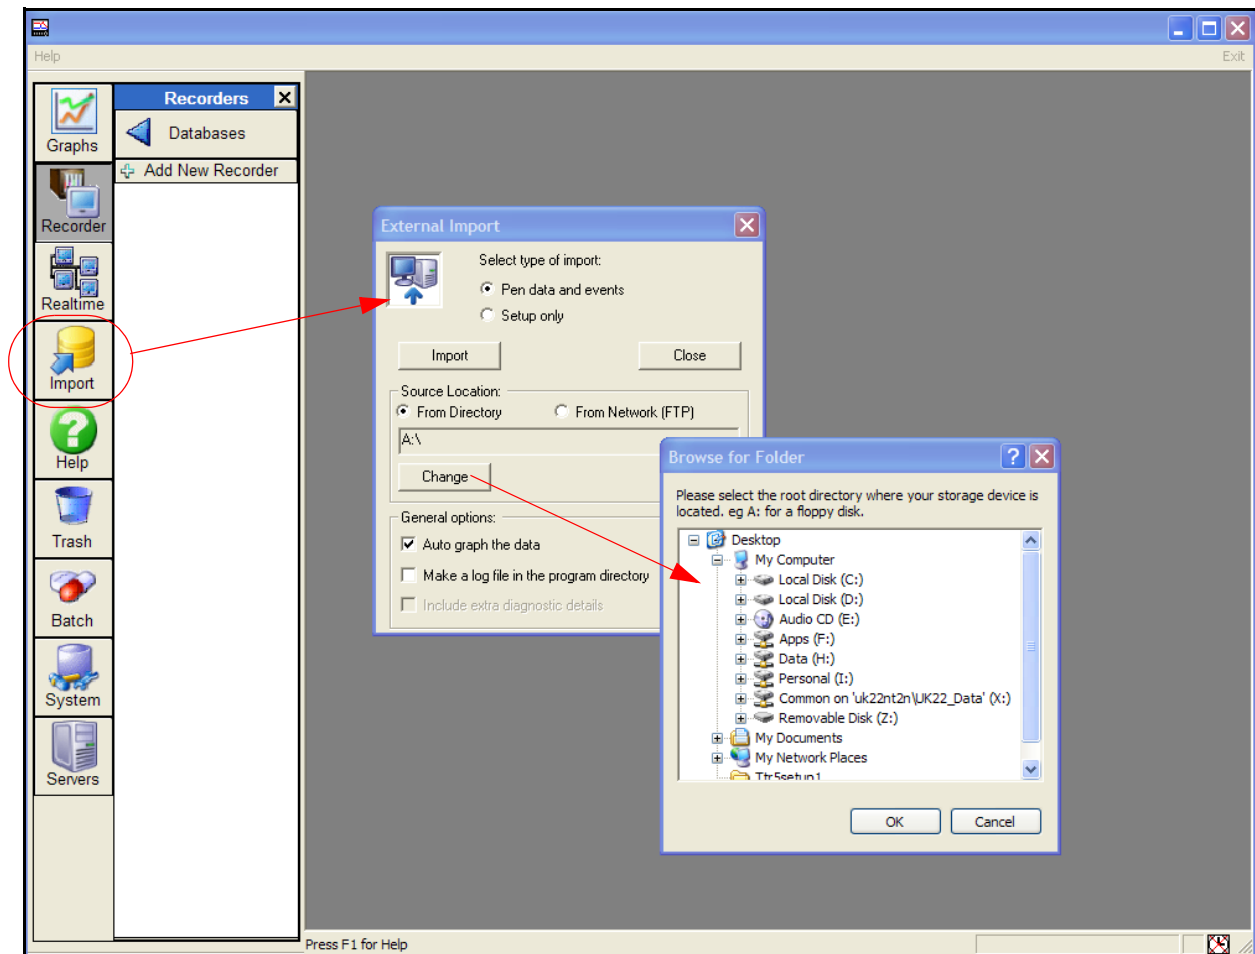 Help
Exit
Graphs
Recorder
Realtime
Import
Help
Trash
Batch
System
Servers
Recorders
Databases
Add New Recorder
External Import
Select type of import:
Pen data and events
Setup only
Import
Close
Source Location:
From Directory
From Network (FTP)
A:\
Change
General options:
Auto graph the data
Make a log file in the program directory
Include extra diagnostic details
Browse for Folder
Please select the root directory where your storage device is
located. eg A: for a floppy disk.
Desktop
My Computer
Local Disk (C:)
Local Disk (D:)
Audio CD (E:)
Apps (F:)
Data (H:)
Personal (I:)
Common on 'uk22nt2n\UK22_Data' (X:)
Removable Disk (Z:)
My Documents
My Network Places
Ttr5setup1
OK
Cancel
Press F1 for Help